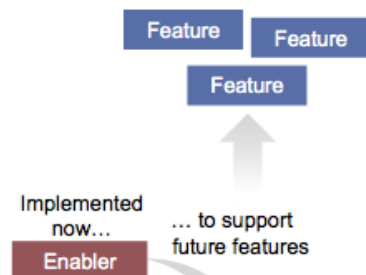 Feature
Feature
Feature
Implemented
now...
... to support
future features
Enabler